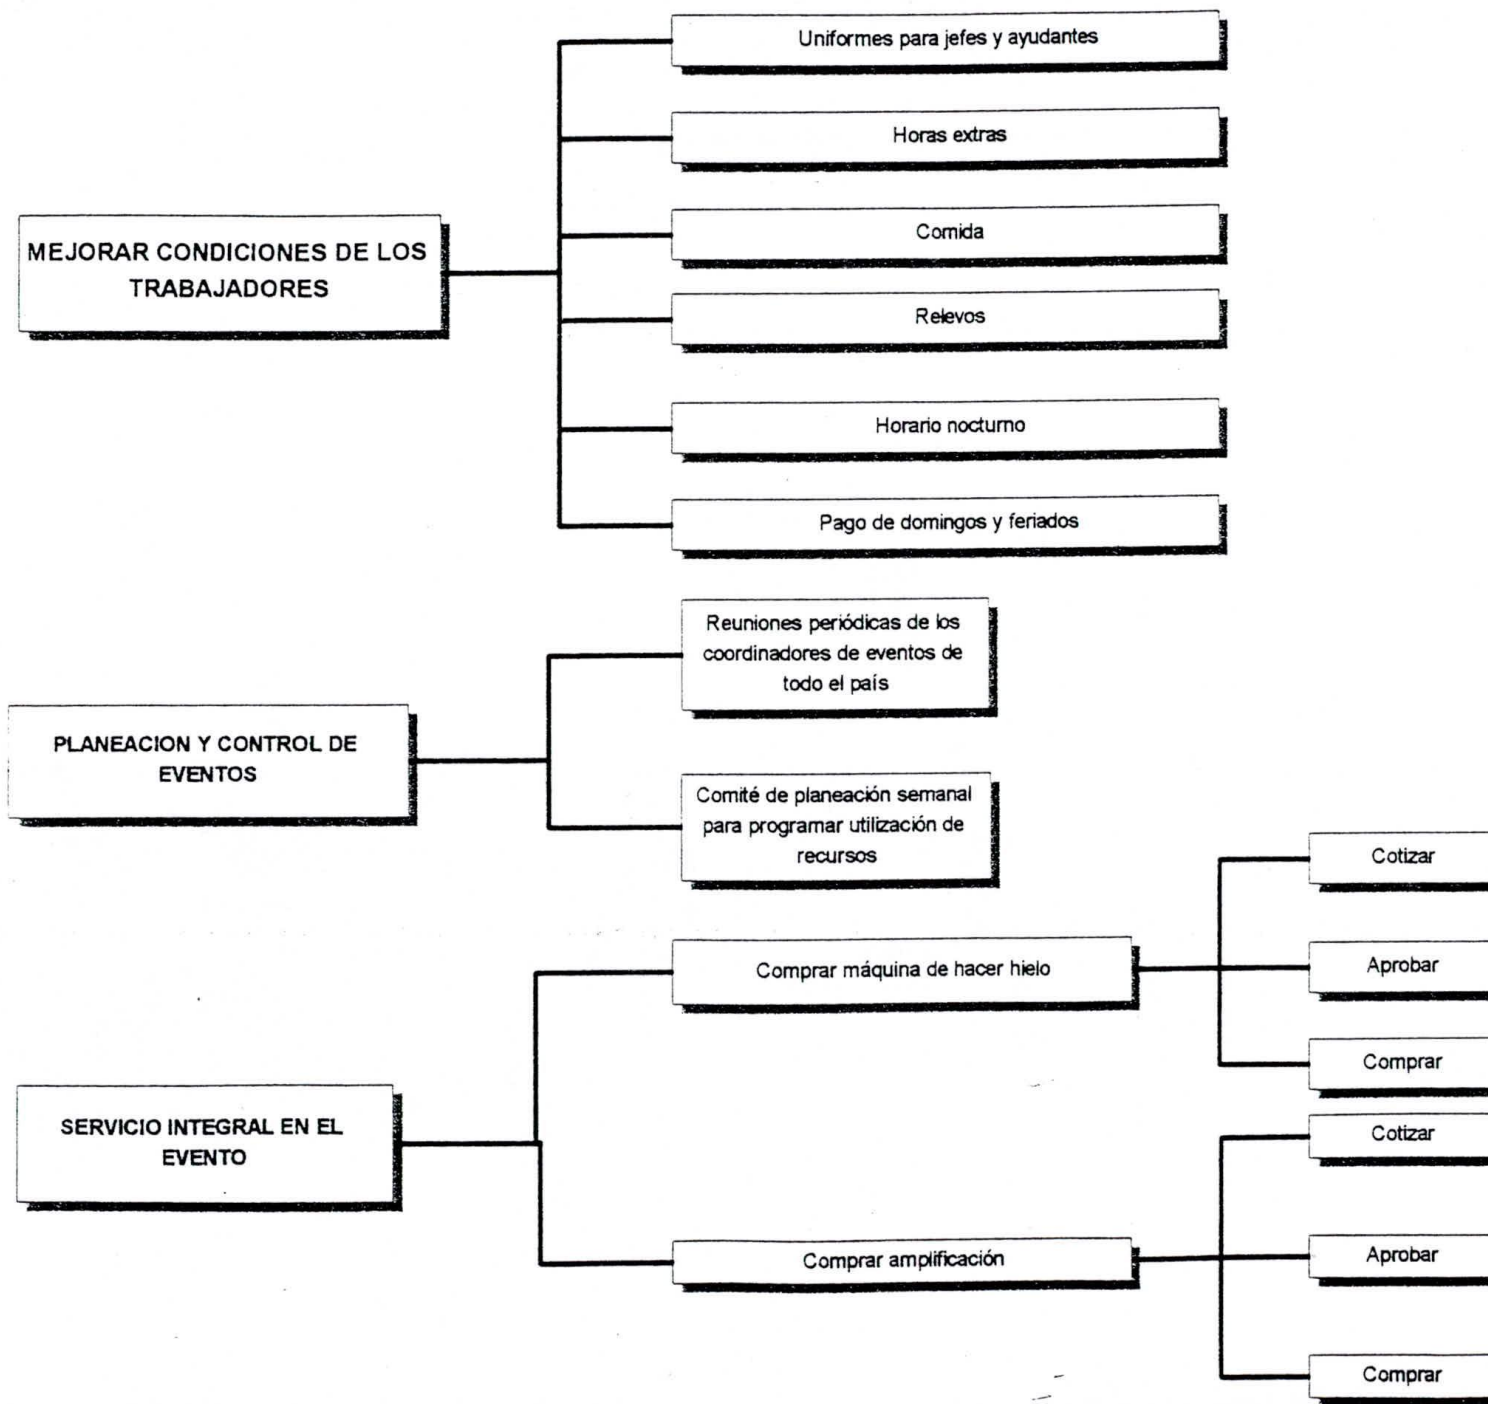 Uniformes para jefes y ayudantes
Horas extras
MEJORAR CONDICIONES DE LOS
TRABAJADORES
Comida
Relevos
Horario nocturno
Pago de domingos y feriados
Reuniones periódicas de los
coordinadores de eventos de
todo el país
PLANEACION Y CONTROL DE
EVENTOS
Comité de planeación semanal
para programar utilización de
recursos
Cotizar
Comprar máquina de hacer hielo
Aprobar
Comprar
SERVICIO INTEGRAL EN EL
EVENTO
Cotizar
Comprar amplificación
Aprobar
Comprar